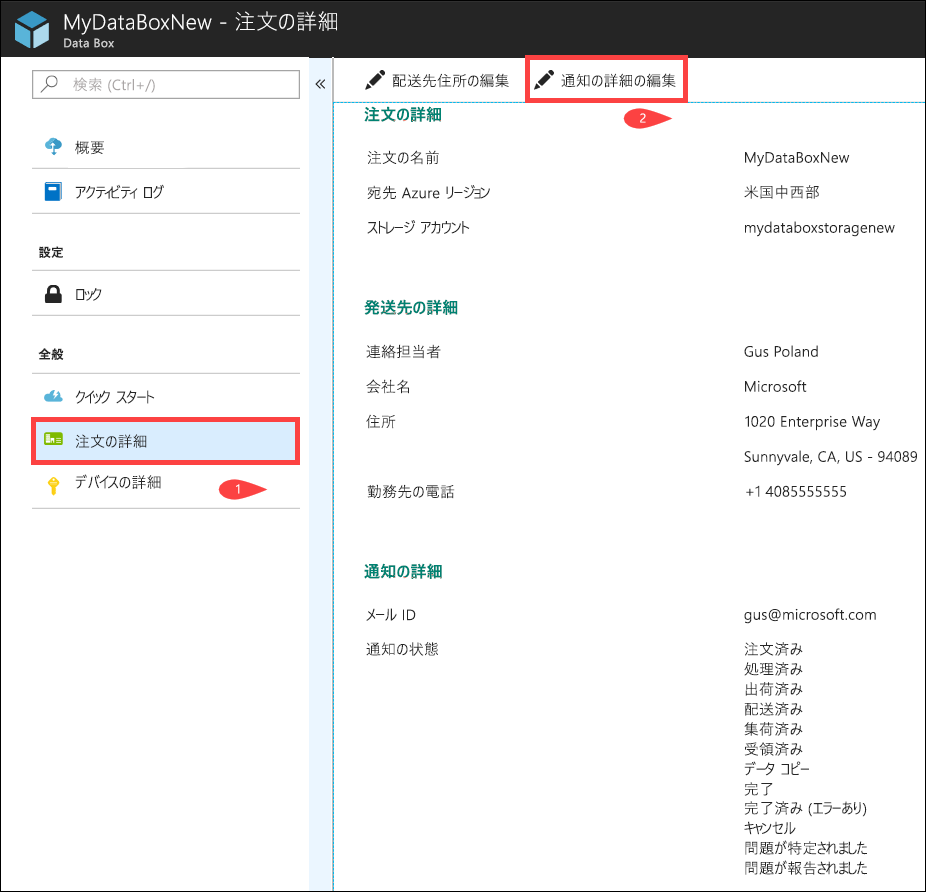 MyDataBoxNew - 注文の詳細
Data Box
検索 (Ctrl+/)
«
概要
アクティビティ ログ
設定
ロック
全般
クイック スタート
注文の詳細
デバイスの詳細
1
配送先住所の編集
通知の詳細の編集
2
注文の詳細
注文の名前 MyDataBoxNew
宛先 Azure リージョン 米国中西部
ストレージ アカウント mydataboxstoragenew
発送先の詳細
連絡担当者 Gus Poland
会社名 Microsoft
住所 1020 Enterprise Way
Sunnyvale, CA, US - 94089
勤務先の電話 +1 4085555555
通知の詳細
メール ID gus@microsoft.com
通知の状態 注文済み
処理済み
出荷済み
配送済み
集荷済み
受領済み
データ コピー
完了
完了済み (エラーあり)
キャンセル
問題が特定されました
問題が報告されました